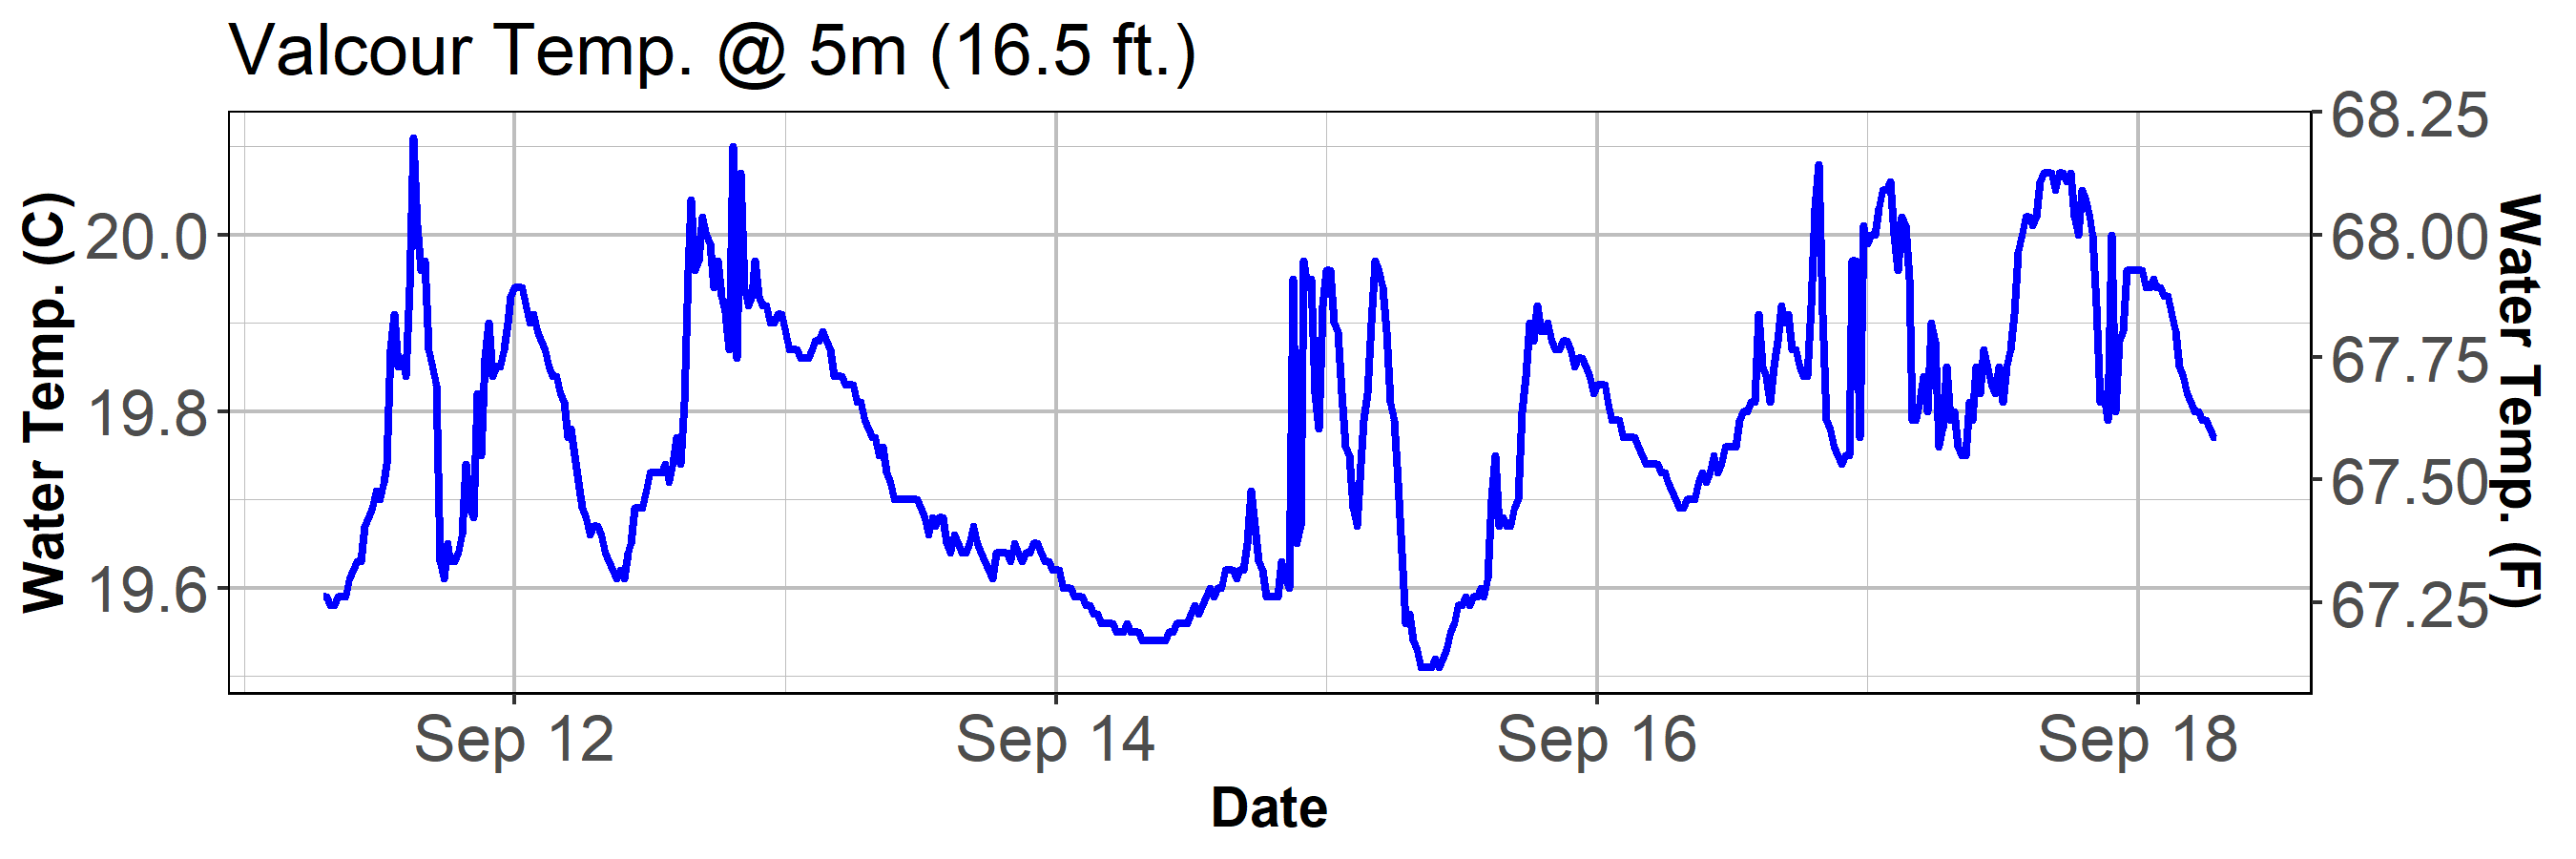 Valcour Temp. @ 5m (16.5 ft.)
Water Temp. (C)
20.0
19.8
19.6
68.25
68.00
67.75
67.50
67.25
Water Temp. (F)
Sep 12
Sep 14
Sep 16
Sep 18
Date